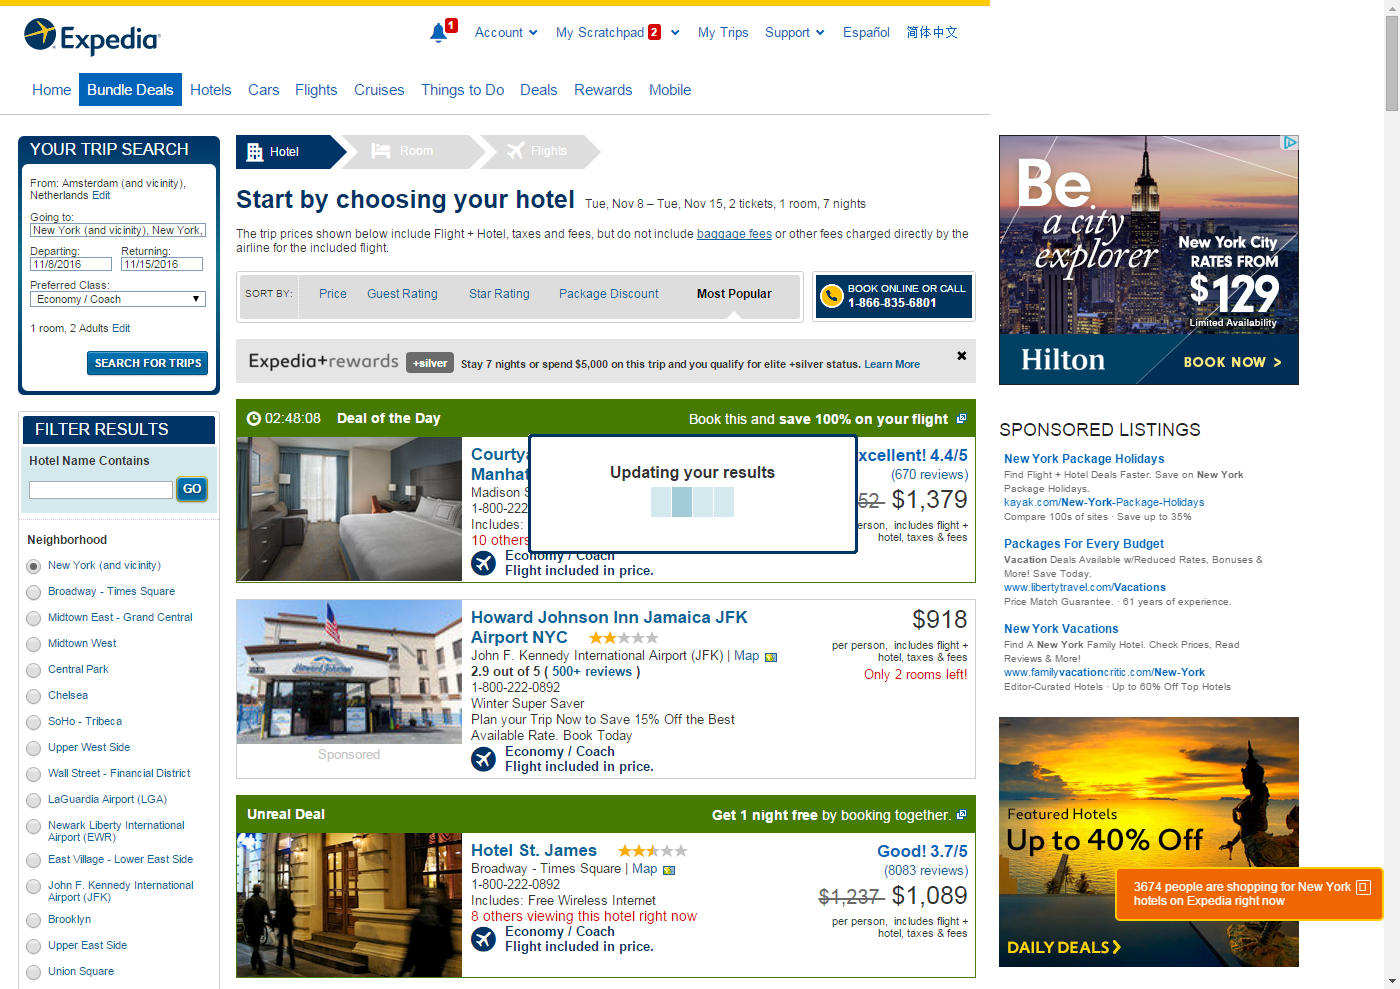 Expedia
1
Account
My Scratchpad 2
My Trips
Support
Español
简体中文
Home
Bundle Deals
Hotels
Cars
Flights
Cruises
Things to Do
Deals
Rewards
Mobile
YOUR TRIP SEARCH
From: Amsterdam (and vicinity),
Netherlands Edit
Going to:
New York (and vicinity), New York,
Departing:
Returning:
11/8/2016
11/15/2016
Preferred Class:
Economy / Coach
1 room, 2 Adults Edit
SEARCH FOR TRIPS
FILTER RESULTS
Hotel Name Contains
GO
Neighborhood
New York (and vicinity)
Broadway - Times Square
Midtown East - Grand Central
Midtown West
Central Park
Chelsea
SoHo - Tribeca
Upper West Side
Wall Street - Financial District
LaGuardia Airport (LGA)
Newark Liberty International
Airport (EWR)
East Village - Lower East Side
John F. Kennedy International
Airport (JFK)
Brooklyn
Upper East Side
Union Square
Hotel
Room
Flights
Start by choosing your hotel Tue, Nov 8 – Tue, Nov 15, 2 tickets, 1 room, 7 nights
The trip prices shown below include Flight + Hotel, taxes and fees, but do not include baggage fees or other fees charged directly by the
airline for the included flight.
SORT BY:
Price
Guest Rating
Star Rating
Package Discount
Most Popular
BOOK ONLINE OR CALL
1-866-835-6801
Expedia+rewards
+silver
Stay 7 nights or spend $5,000 on this trip and you qualify for elite +silver status. Learn More
02:48:08
Deal of the Day
Book this and save 100% on your flight
Courtya
Manhat
Madison S
1-800-222
Includes:
10 others
Economy / Coach
Flight included in price.
xcellent! 4.4/5
(670 reviews)
52 $1,379
erson, includes flight +
hotel, taxes & fees
Updating your results
Howard Johnson Inn Jamaica JFK
Airport NYC
John F. Kennedy International Airport (JFK) | Map
2.9 out of 5 ( 500+ reviews )
1-800-222-0892
Winter Super Saver
Plan your Trip Now to Save 15% Off the Best
Available Rate. Book Today
Economy / Coach
Flight included in price.
Howard Johnson
Sponsored
$918
per person, includes flight +
hotel, taxes & fees
Only 2 rooms left!
Unreal Deal
Get 1 night free by booking together.
Hotel St. James
Broadway - Times Square | Map
1-800-222-0892
Includes: Free Wireless Internet
8 others viewing this hotel right now
Economy / Coach
Flight included in price.
Good! 3.7/5
(8083 reviews)
$1,237 $1,089
per person, includes flight +
hotel, taxes & fees
Be
a city
explorer
New York City
RATES FROM
$129
Limited Availability
Hilton
BOOK NOW >
SPONSORED LISTINGS
New York Package Holidays
Find Flight + Hotel Deals Faster. Save on New York
Package Holidays.
kayak.com/New-York-Package-Holidays
Compare 100s of sites · Save up to 35%
Packages For Every Budget
Vacation Deals Available w/Reduced Rates, Bonuses &
More! Save Today.
www.libertytravel.com/Vacations
Price Match Guarantee. · 61 years of experience.
New York Vacations
Find A New York Family Hotel. Check Prices, Read
Reviews & More!
www.familyvacationcritic.com/New-York
Editor-Curated Hotels · Up to 60% Off Top Hotels
Featured Hotels
Up to 40% Off
DAILY DEALS
3674 people are shopping for New York
hotels on Expedia right now